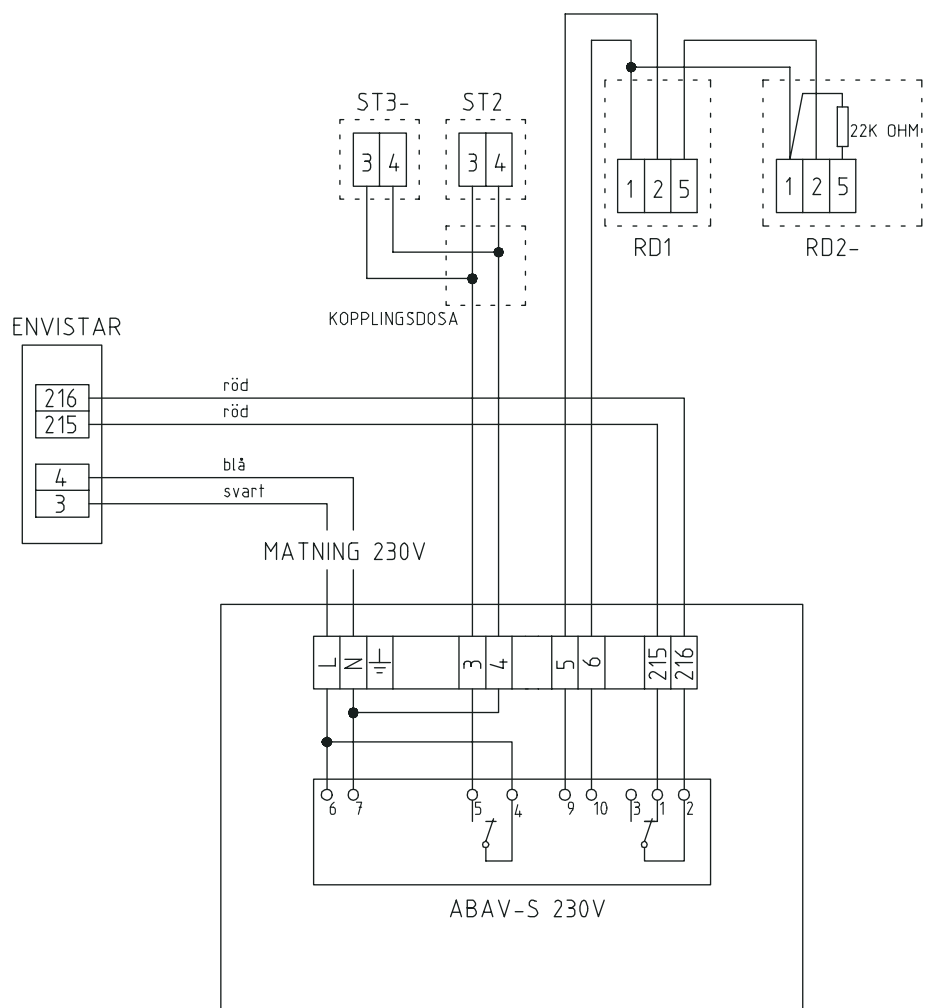 ST3-
ST2
3 4
3 4
22K OHM
1 2 5
1 2 5
RD1
RD2-
KOPPLINGSDOSA
ENVISTAR
216
215
4
3
röd
röd
blå
svart
MATNING 230V
L N 3 4 5 6 215 216
6 7 5 4 9 10 3 1 2
ABAV-S 230V